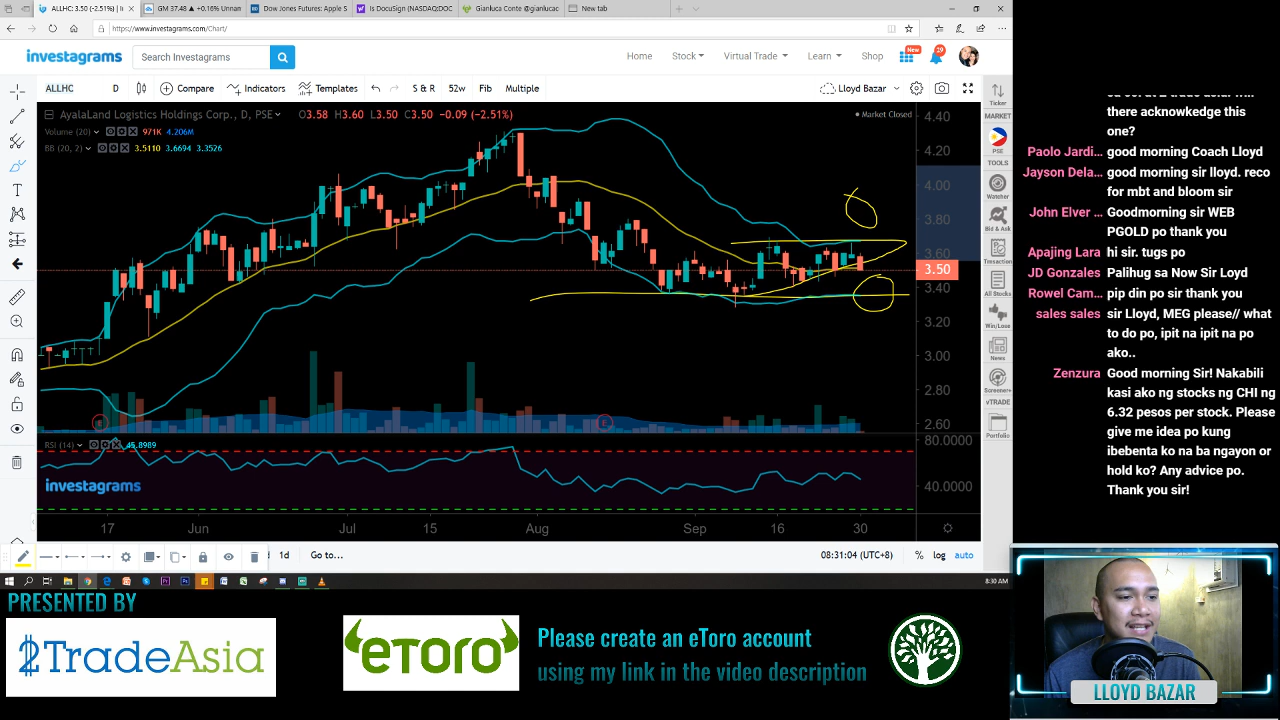 ALLHC: 3.50 (-2.51%) | I
GM 37.48 ▲ +0.16% Unnam
Dow Jones Futures: Apple S
Is DocuSign (NASDAQ:DOC
Gianluca Conte @gianlucac
New tab
https://www.investagrams.com/Chart/
investagrams
Search Investagrams
Home
Stock
Virtual Trade
Learn
Shop
New
29
ALLHC
D
Compare
Indicators
Templates
S & R
52wk
Fib
Multiple
Lloyd Bazar
Ticker
AyalaLand Logistics Holdings Corp., D, PSE
O3.58 H3.60 L3.50 C3.50 -0.09 (-2.51%)
Market Closed
Volume (20)
971K 4.206M
BB (20, 2)
3.5110 3.6694 3.3526
4.40
4.20
4.00
3.80
3.60
3.50
3.40
3.20
3.00
2.80
2.60
RSI (14)
45.8989
80.0000
40.0000
investagrams
17
Jun
Jul
15
Aug
Sep
16
30
1d
Go to...
08:31:04 (UTC+8)
%
log
auto
8:30 AM
MARKET
PSE
TOOLS
Watcher
Bid & Ask
Transaction
All Stocks
Win/Loss
News
Screener+
vTRADE
Portfolio
there acknowledge this
one?
Paolo Jardi... good morning Coach Lloyd
Jayson Dela... good morning sir lloyd. reco
for mbt and bloom sir
John Elver ... Goodmorning sir WEB
PGOLD po thank you
Apajing Lara hi sir. tugs po
JD Gonzales Palihug sa Now Sir Loyd
Rowel Cam... pip din po sir thank you
sales sales sir Lloyd, MEG please// what
to do po, ipit na ipit na po
ako..
Zenzura Good morning Sir! Nakabili
kasi ako ng stocks ng CHI ng
6.32 pesos per stock. Please
give me idea po kung
ibebenta ko na ba ngayon or
hold ko? Any advice po.
Thank you sir!
PRESENTED BY
2TradeAsia
eToro
Please create an eToro account
using my link in the video description
LLOYD BAZAR